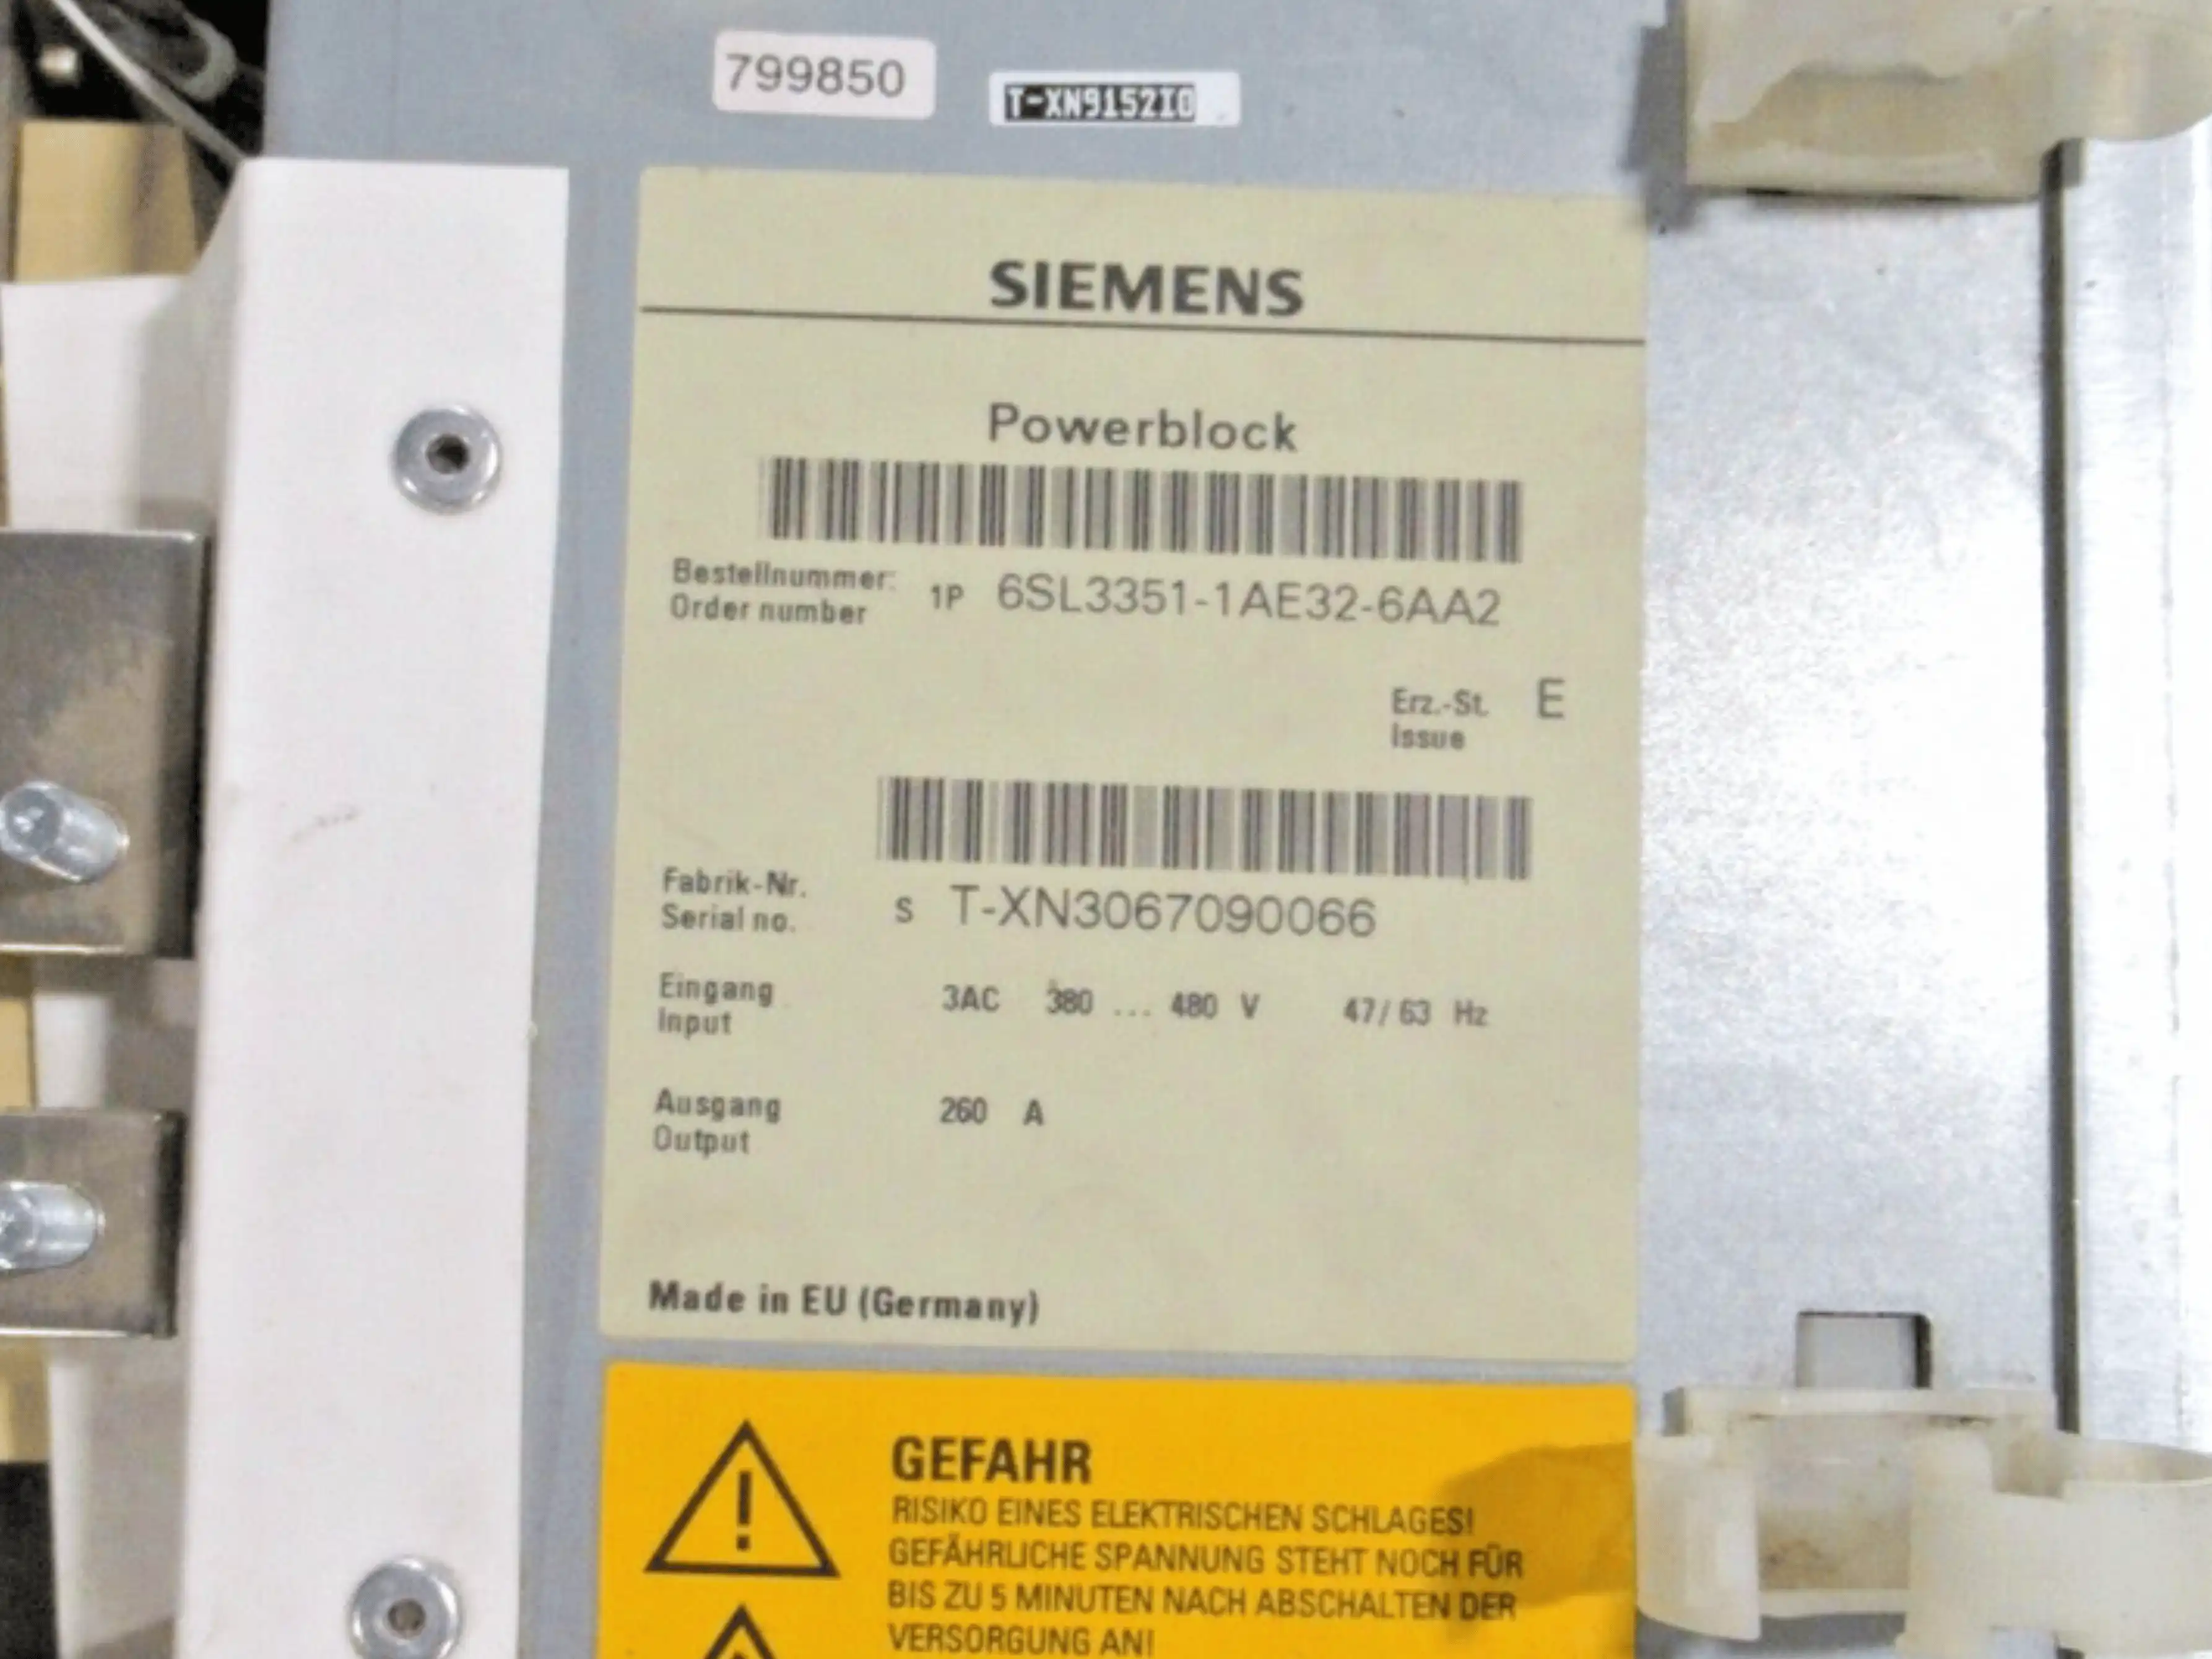 799850
T-XN9152IO
SIEMENS
Powerblock
Bestellnummer:
Order number
1P 6SL3351-1AE32-6AA2
Erz.-St. E
Issue
Fabrik-Nr.
Serial no.
S T-XN3067090066
Eingang
Input
3AC 380 ... 480 V 47/63 Hz
Ausgang
Output
260 A
Made in EU (Germany)
GEFAHR
RISIKO EINES ELEKTRISCHEN SCHLAGES!
GEFÄHRLICHE SPANNUNG STEHT NOCH FÜR
BIS ZU 5 MINUTEN NACH ABSCHALTEN DER
VERSORGUNG AN!